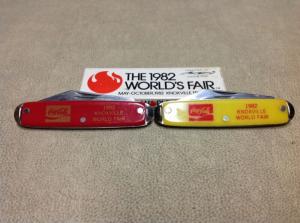 THE 1982
WORLD'S FAIR
MAY-OCTOBER 1982 KNOXVILLE
Coca-Cola
1982
KNOXVILLE
WORLD FAIR
Coca-Cola
1982
KNOXVILLE
WORLD FAIR